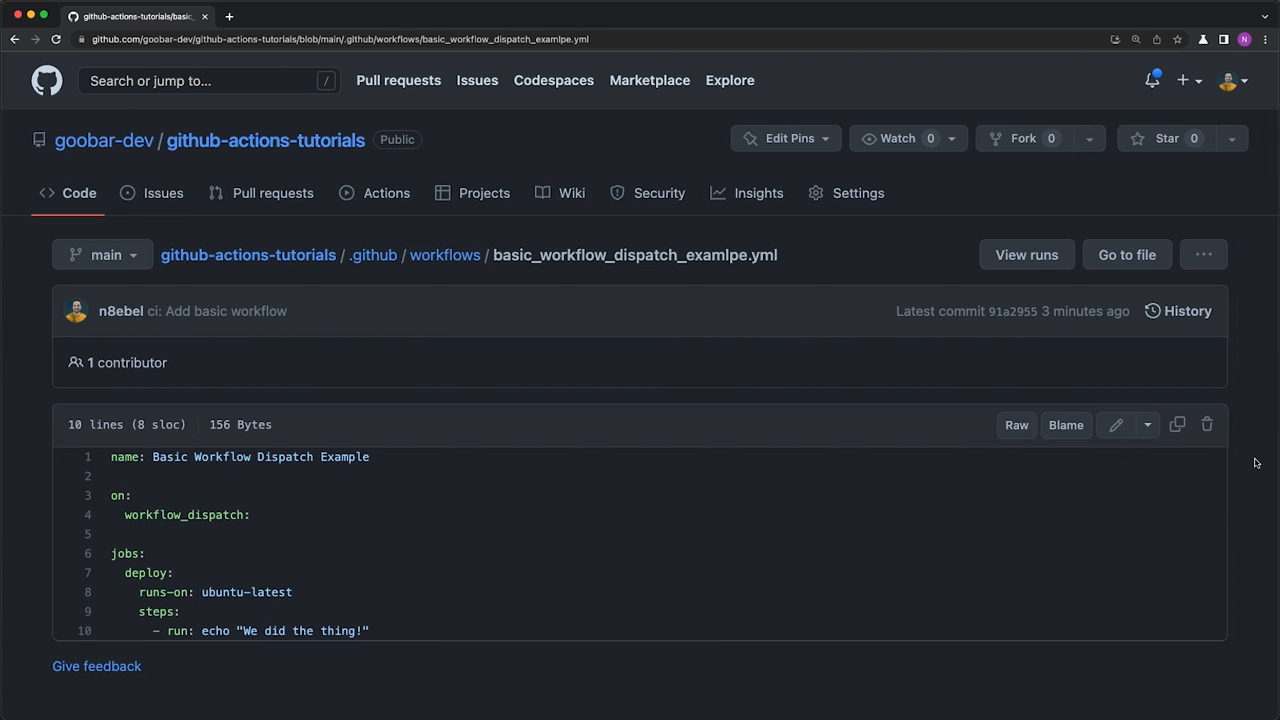 github-actions-tutorials/basic_
github.com/goobar-dev/github-actions-tutorials/blob/main/.github/workflows/basic_workflow_dispatch_examlpe.yml
N
Search or jump to... /
Pull requests Issues Codespaces Marketplace Explore
goobar-dev / github-actions-tutorials Public
Edit Pins Watch 0 Fork 0 Star 0
Code Issues Pull requests Actions Projects Wiki Security Insights Settings
main github-actions-tutorials / .github / workflows / basic_workflow_dispatch_examlpe.yml View runs Go to file ...
n8ebel ci: Add basic workflow Latest commit 91a2955 3 minutes ago History
1 contributor
10 lines (8 sloc) 156 Bytes Raw Blame
1 name: Basic Workflow Dispatch Example
2
3 on:
4 workflow_dispatch:
5
6 jobs:
7 deploy:
8 runs-on: ubuntu-latest
9 steps:
10 - run: echo "We did the thing!"
Give feedback